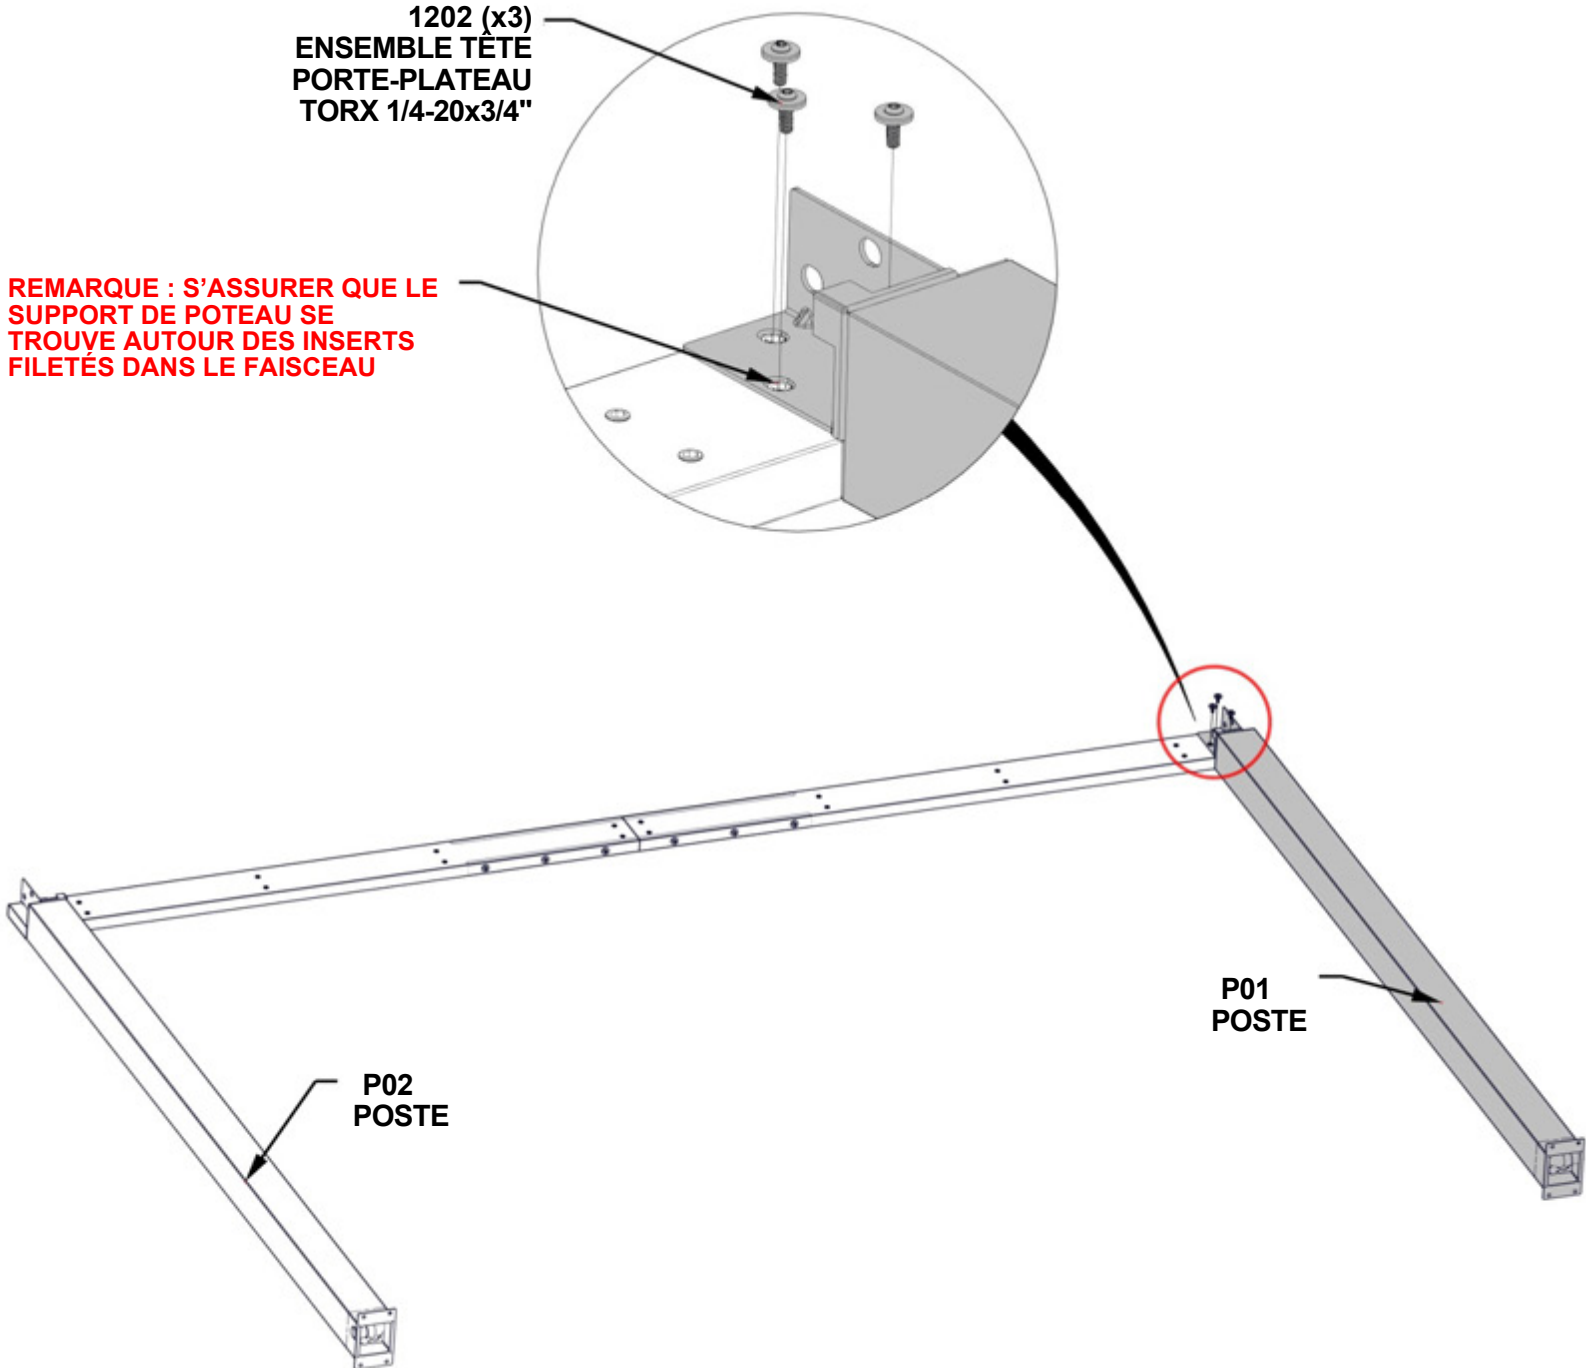 1202 (x3)
ENSEMBLE TÊTE
PORTE-PLATEAU
TORX 1/4-20x3/4"
REMARQUE : S’ASSURER QUE LE
SUPPORT DE POTEAU SE
TROUVE AUTOUR DES INSERTS
FILETÉS DANS LE FAISCEAU
P01
POSTE
P02
POSTE